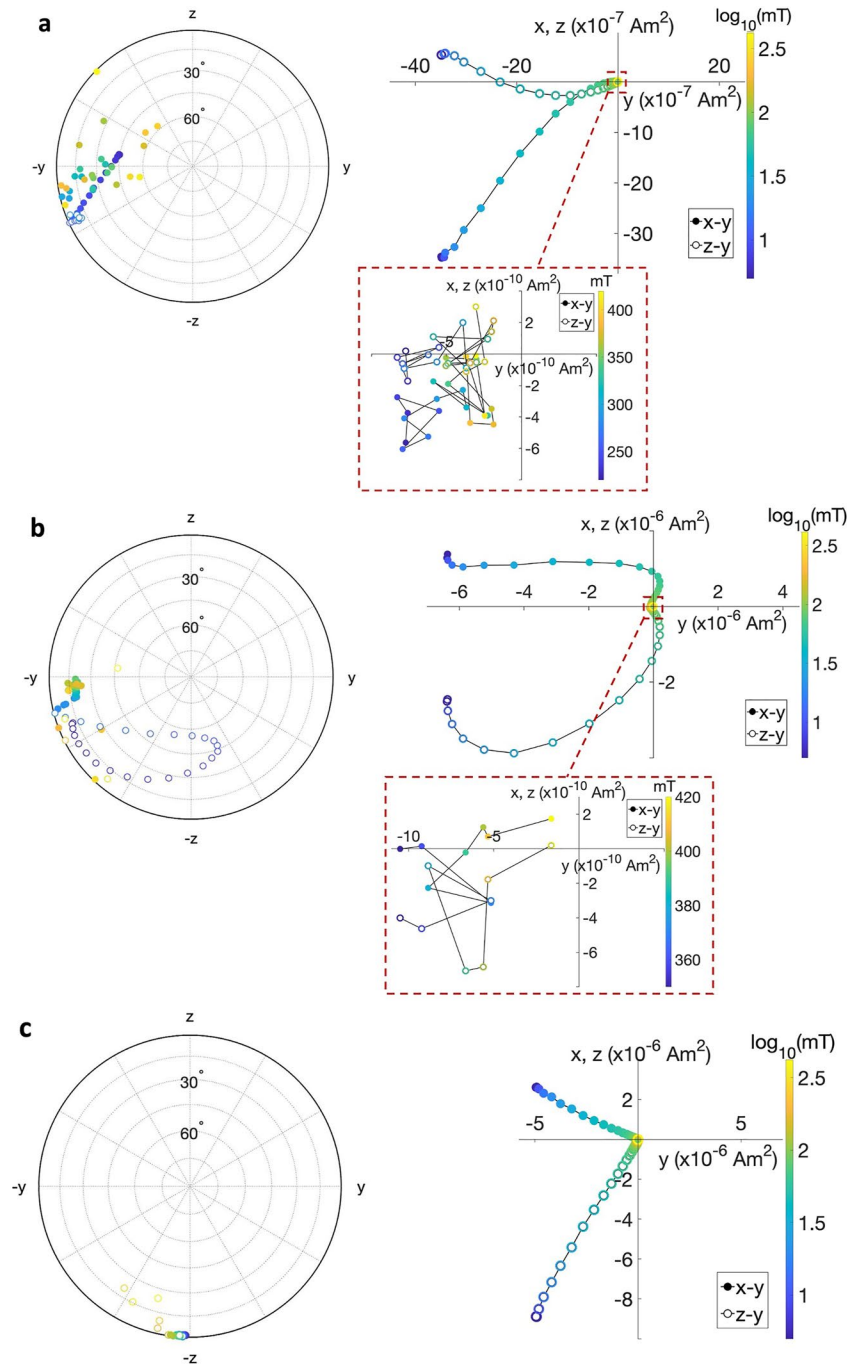 a
z
30°
60°
-y
y
-z
x, z (x10-7 Am2)
-40
-20
20
y (x10-7 Am2)
-10
-20
-30
x-y
z-y
log10(mT)
2.5
2
1.5
1
x, z (x10-10 Am2)
mT
x-y
z-y
2
-5
y (x10-10 Am2)
-2
-4
-6
400
350
300
250
b
z
30°
60°
-y
y
-z
x, z (x10-6 Am2)
-6
-4
-2
2
4
y (x10-6 Am2)
-2
x-y
z-y
log10(mT)
2.5
2
1.5
1
x, z (x10-10 Am2)
mT
x-y
z-y
2
-10
-5
y (x10-10 Am2)
-2
-4
-6
420
400
380
360
c
z
30°
60°
-y
y
-z
x, z (x10-6 Am2)
2
-5
5
y (x10-6 Am2)
-2
-4
-6
-8
x-y
z-y
log10(mT)
2.5
2
1.5
1